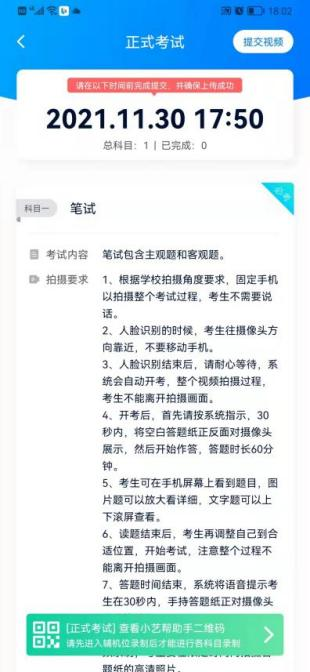 18:02
正式考试
提交视频
请在以下时间前完成提交，并确保上传成功
2021.11.30 17:50
总科目：1 | 已完成：0
必考
科目一
笔试
考试内容
笔试包含主观题和客观题。
拍摄要求
1、根据学校拍摄角度要求，固定手机
以拍摄整个考试过程，考生不需要说
话。
2、人脸识别的时候，考生往摄像头方
向靠近，不要移动手机。
3、人脸识别结束后，请耐心等待，系
统会自动开考，整个视频拍摄过程，
考生不能离开拍摄画面。
4、开考后，首先请按系统指示，30
秒内，将空白答题纸正反面对摄像头
展示，然后开始作答，答题时长60分
钟。
5、考生可在手机屏幕上看到题目，图
片题可以放大看详细，文字题可以上
下滚屏查看。
6、读题结束后，考生再调整自己到合
适位置，开始考试，注意整个过程不
能离开拍摄画面。
7、答题时间结束，系统将语音提示考
生在30秒内，手持答题纸对摄像头
[正式考试] 查看小艺帮助手二维码
请先进入辅机位录制后才能进行各科目录制
题纸的高清照片。